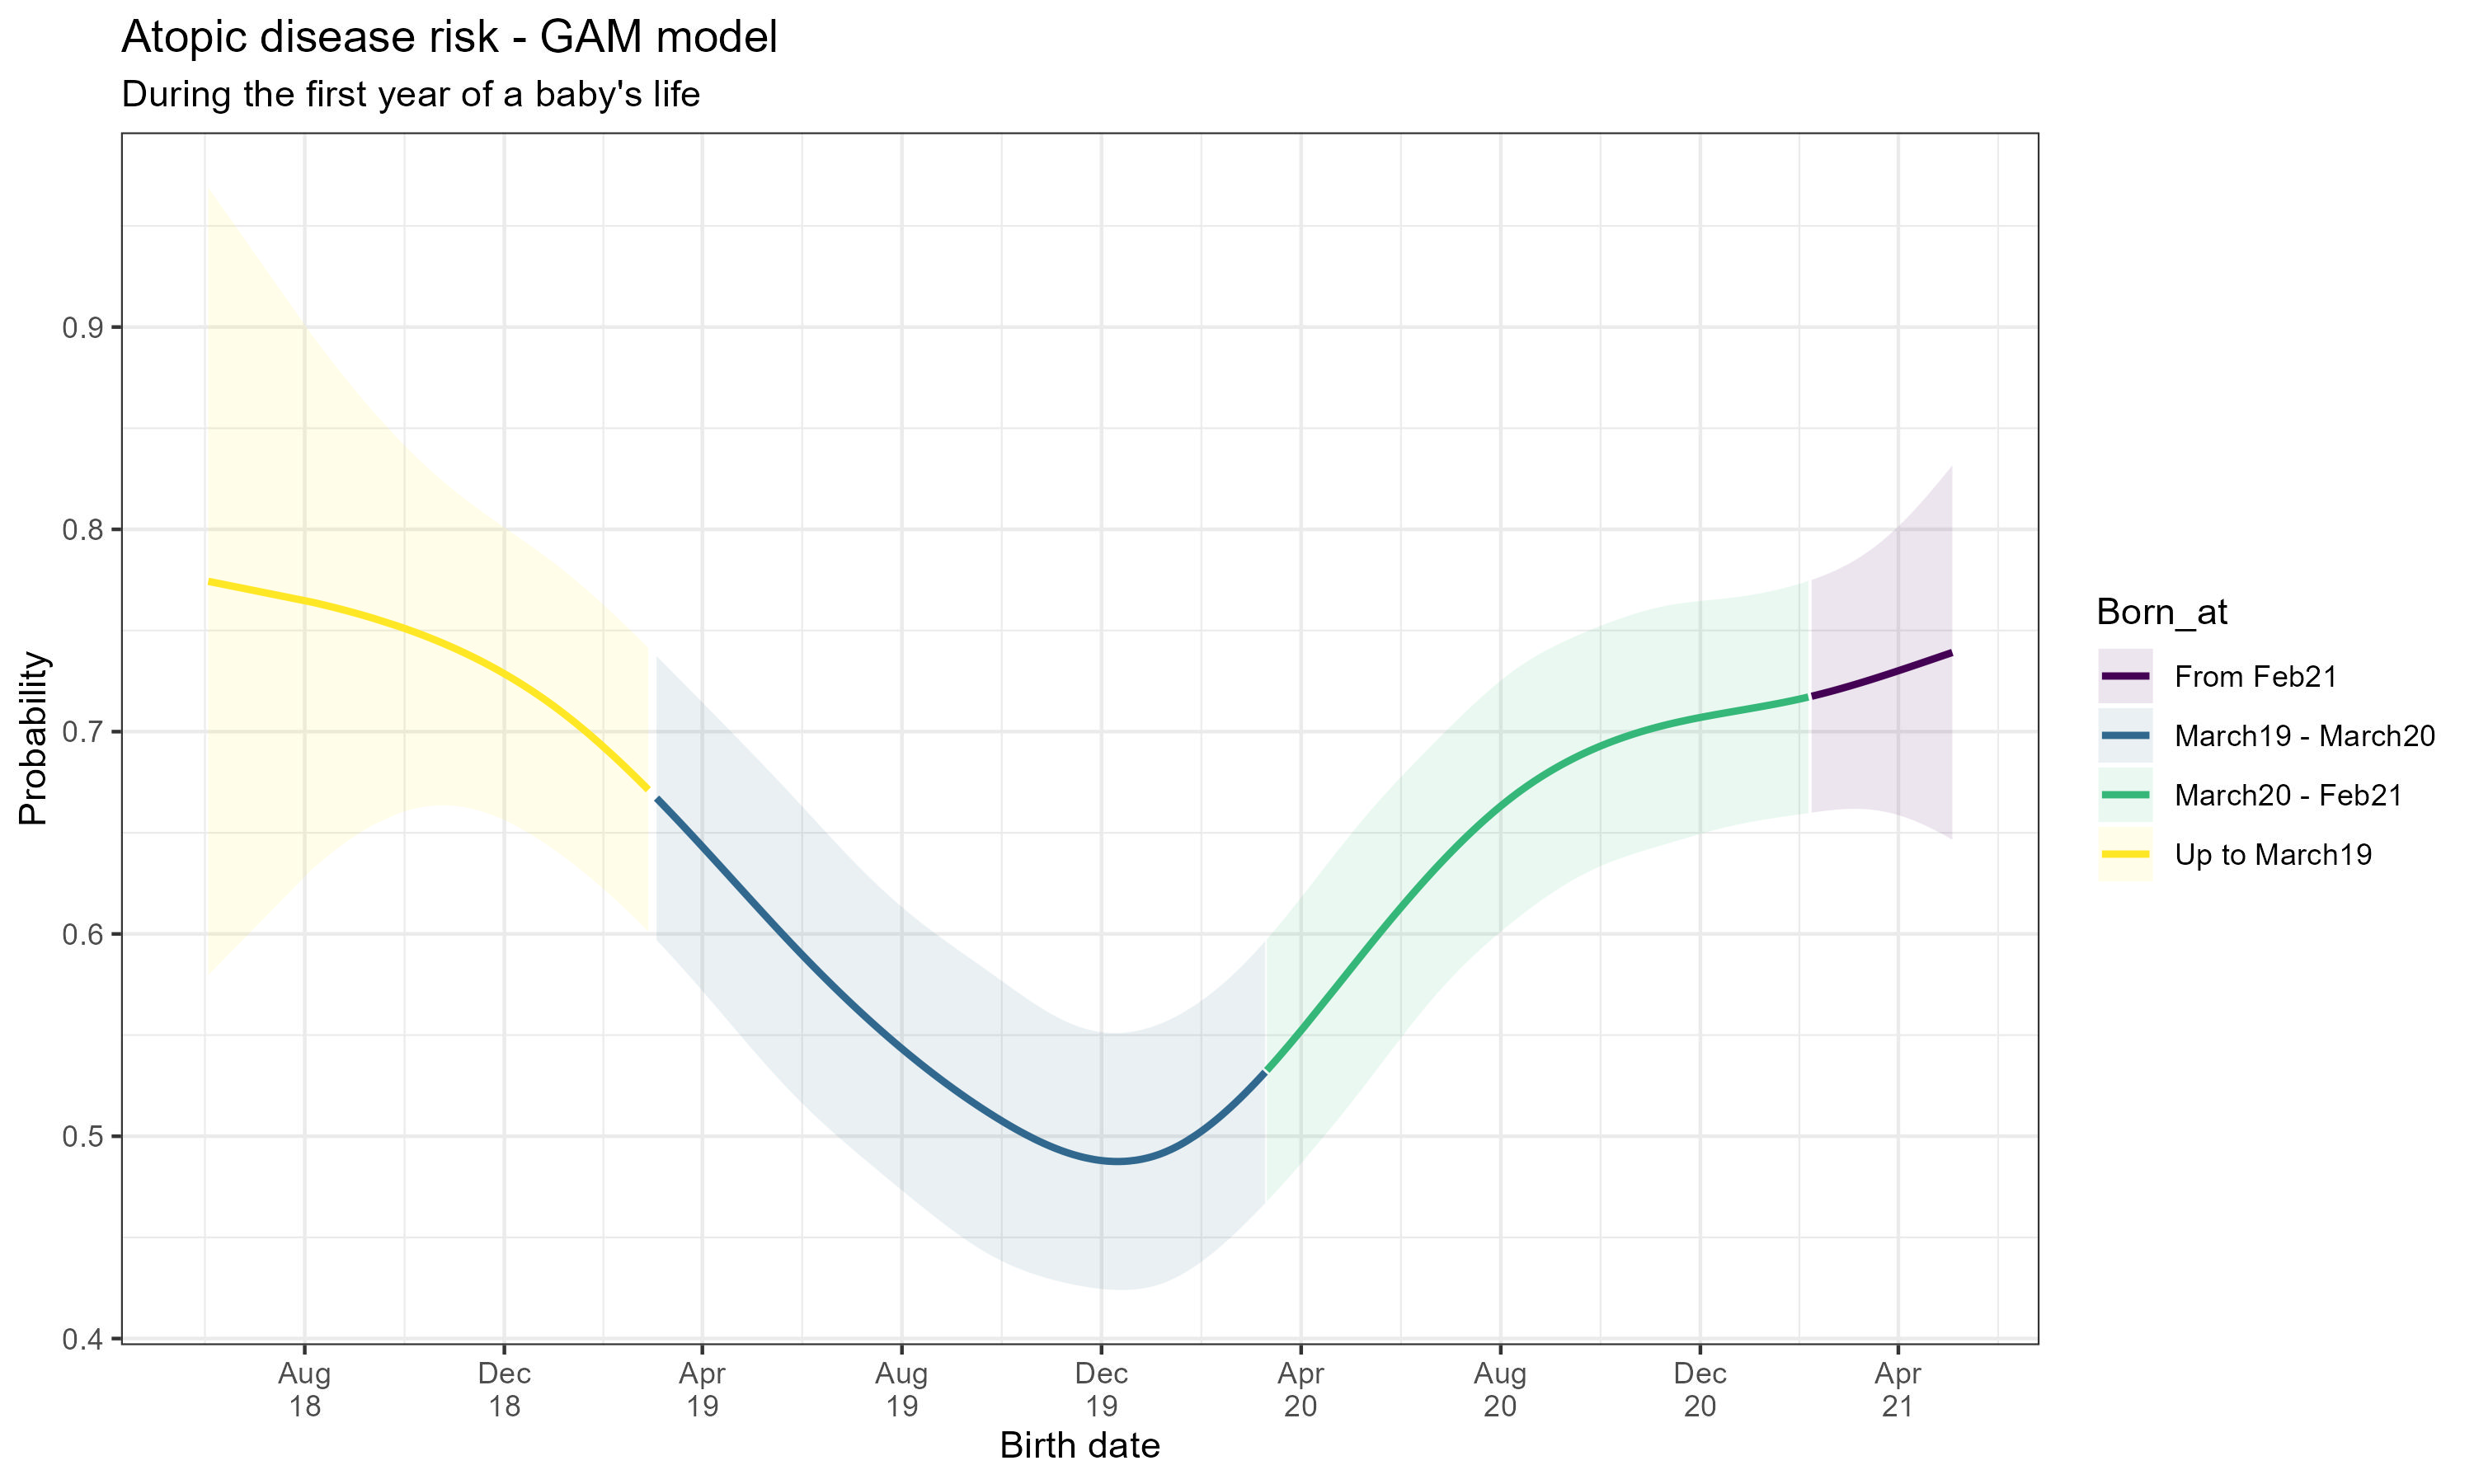 Atopic disease risk - GAM model
During the first year of a baby's life
Probability
0.9
0.8
0.7
0.6
0.5
0.4
Aug Dec Apr Aug Dec Apr Aug Dec Apr
18 18 19 19 19 20 20 20 21
Birth date
Born_at
From Feb21
March19 - March20
March20 - Feb21
Up to March19